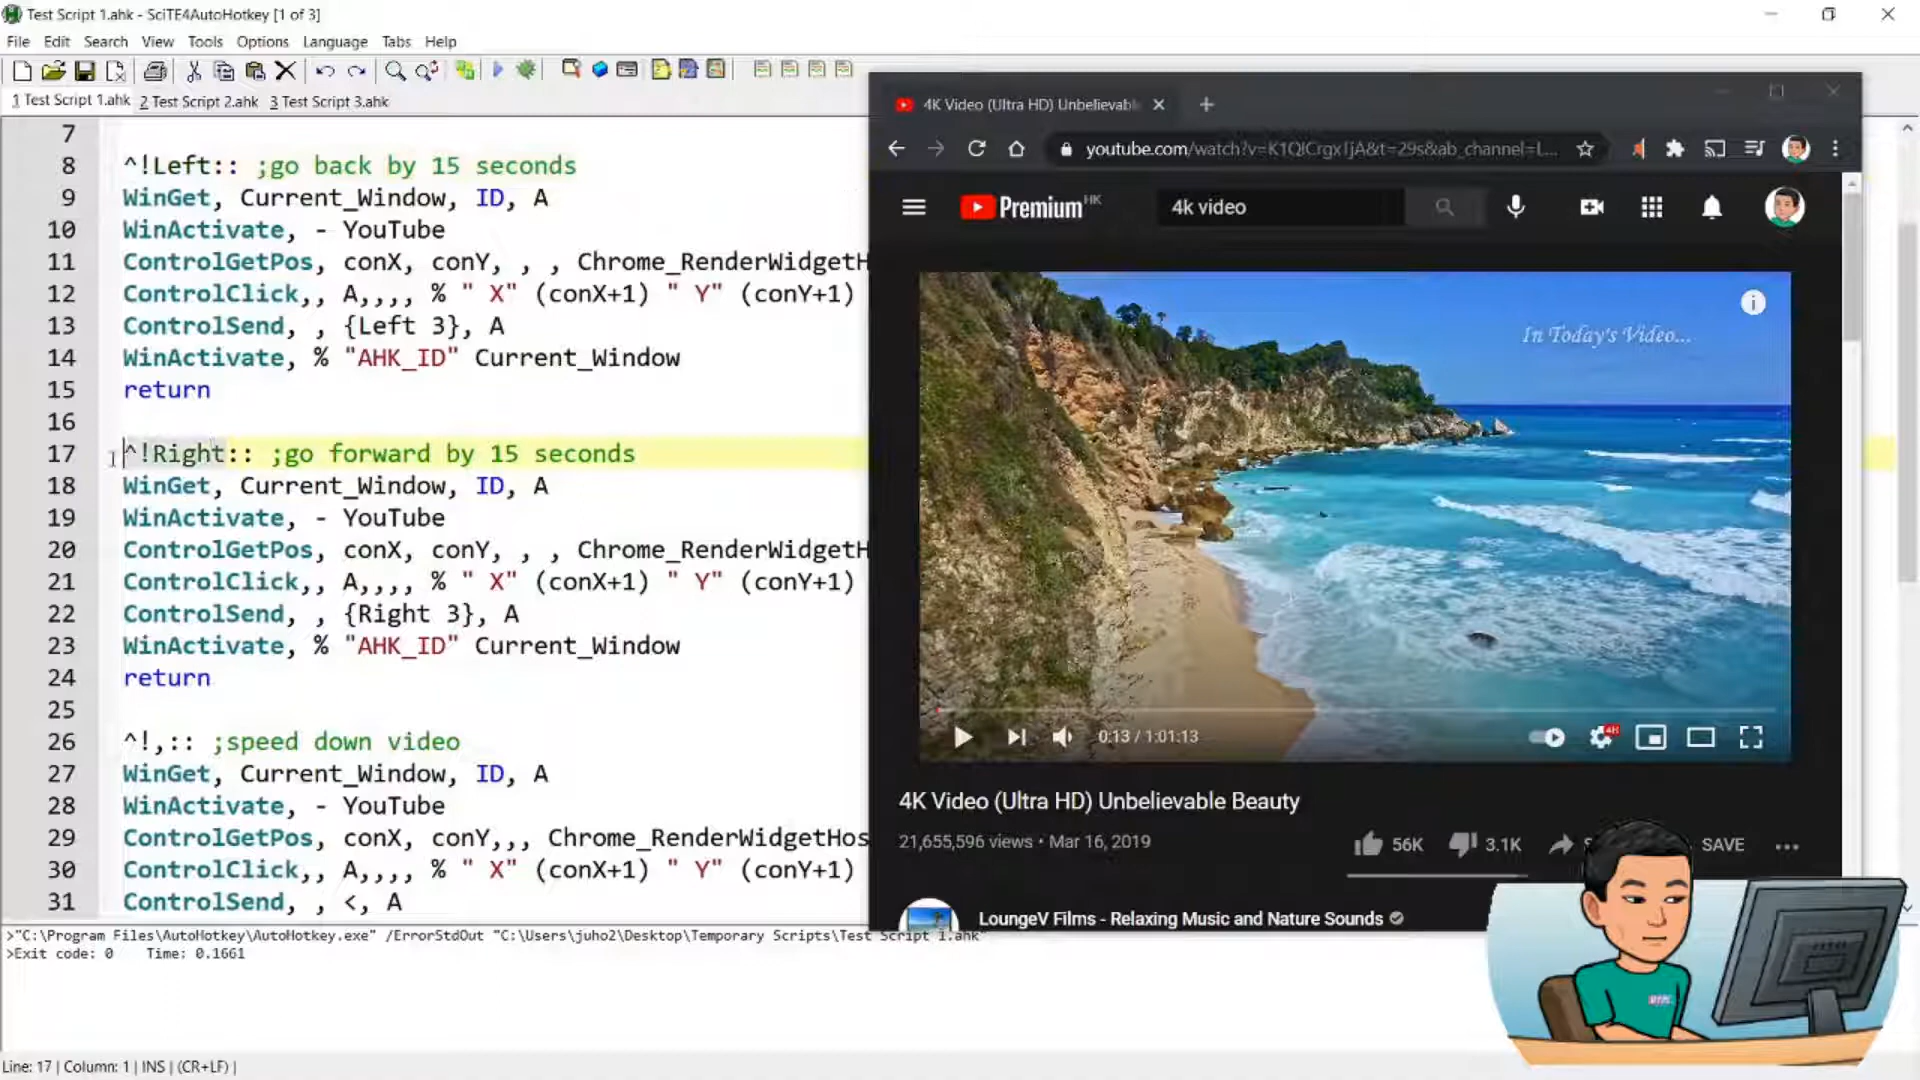 Test Script 1.ahk - SciTE4AutoHotkey [1 of 3]
File Edit Search View Tools Options Language Tabs Help
1 Test Script 1.ahk 2 Test Script 2.ahk 3 Test Script 3.ahk
7
8 ^!Left:: ;go back by 15 seconds
9 WinGet, Current_Window, ID, A
10 WinActivate, - YouTube
11 ControlGetPos, conX, conY, , , Chrome_RenderWidgetH
12 ControlClick,, A,,,, % " X" (conX+1) " Y" (conY+1)
13 ControlSend, , {Left 3}, A
14 WinActivate, % "AHK_ID" Current_Window
15 return
16
17 ^!Right:: ;go forward by 15 seconds
18 WinGet, Current_Window, ID, A
19 WinActivate, - YouTube
20 ControlGetPos, conX, conY, , , Chrome_RenderWidgetH
21 ControlClick,, A,,,, % " X" (conX+1) " Y" (conY+1)
22 ControlSend, , {Right 3}, A
23 WinActivate, % "AHK_ID" Current_Window
24 return
25
26 ^!,:: ;speed down video
27 WinGet, Current_Window, ID, A
28 WinActivate, - YouTube
29 ControlGetPos, conX, conY,,, Chrome_RenderWidgetHos
30 ControlClick,, A,,,, % " X" (conX+1) " Y" (conY+1)
31 ControlSend, , <, A
>"C:\Program Files\AutoHotkey\AutoHotkey.exe" /ErrorStdOut "C:\Users\juho2\Desktop\Temporary Scripts\Test Script 1.ahk"
>Exit code: 0 Time: 0.1661
Line: 17 | Column: 1 | INS | (CR+LF) |
4K Video (Ultra HD) Unbelievabl
youtube.com/watch?v=K1QICrgx1jA&t=29s&ab_channel=L...
Premium HK
4k video
In Today's Video...
0:13 / 1:01:13
4K
4K Video (Ultra HD) Unbelievable Beauty
21,655,596 views • Mar 16, 2019
56K 3.1K S SAVE
LoungeV Films - Relaxing Music and Nature Sounds